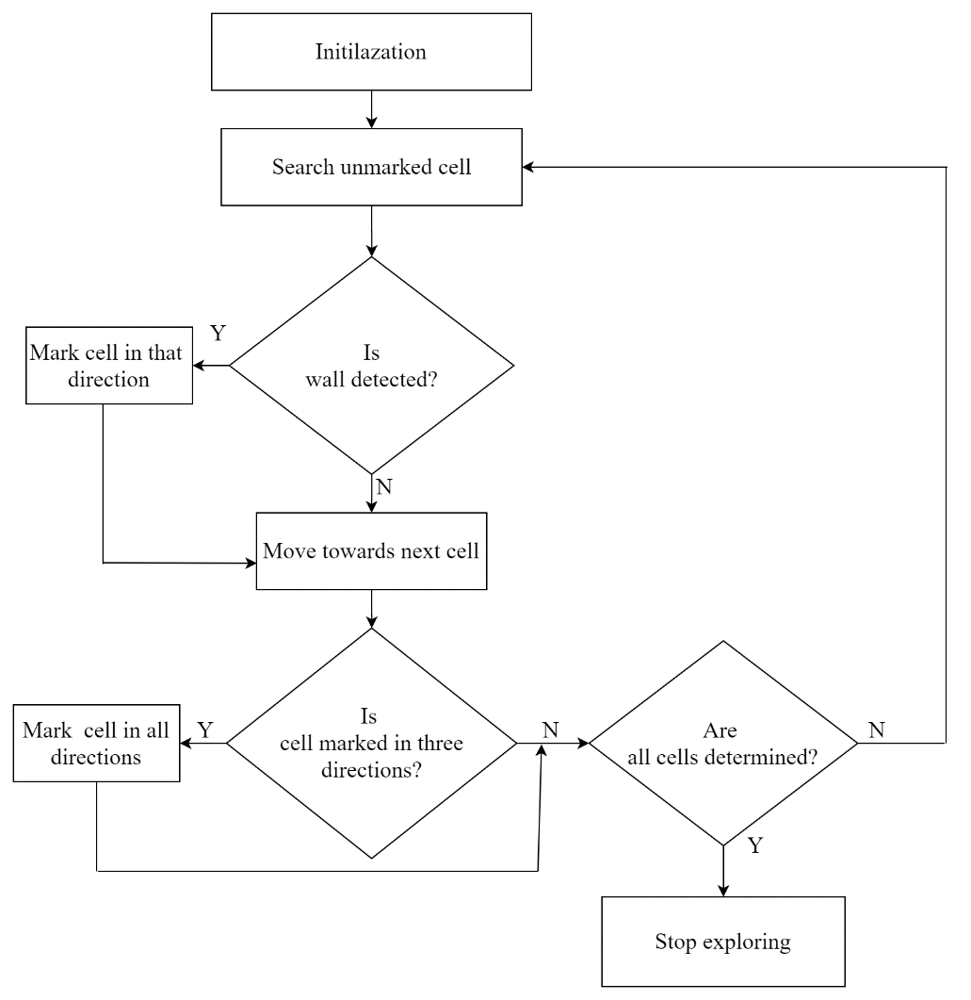 Initilazation
Search unmarked cell
Y
Mark cell in that
direction
Is
wall detected?
N
Move towards next cell
Mark  cell in all
directions
Y
Is
cell marked in three
directions?
N
Are
all cells determined?
N
Y
Stop exploring